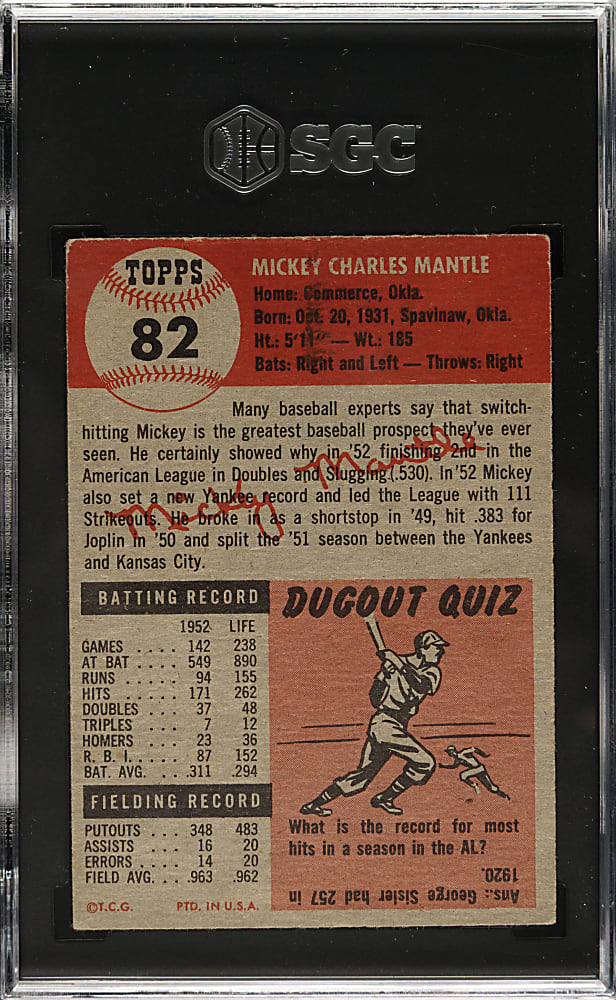 SGC
TOPPS
82
MICKEY CHARLES MANTLE
Home: Commerce, Okla.
Born: Oct. 20, 1931, Spavinaw, Okla.
Ht.: 5'11" — Wt.: 185
Bats: Right and Left — Throws: Right
Many baseball experts say that switch-
hitting Mickey is the greatest baseball prospect they've ever
seen. He certainly showed why in '52 finishing 2nd in the
American League in Doubles and Slugging (.530). In '52 Mickey
also set a new Yankee record and led the League with 111
Strikeouts. He broke in as a shortstop in '49, hit .383 for
Joplin in '50 and split the '51 season between the Yankees
and Kansas City.
Micky Mantle
BATTING RECORD
1952 LIFE
GAMES . . . . 142 238
AT BAT . . . . 549 890
RUNS . . . . 94 155
HITS . . . . 171 262
DOUBLES . . . 37 48
TRIPLES . . . 7 12
HOMERS . . . 23 36
R. B. I. . . . . 87 152
BAT. AVG. . . . .311 .294
FIELDING RECORD
PUTOUTS . . . 348 483
ASSISTS . . . 16 20
ERRORS . . . . 14 20
FIELD AVG. . . .963 .962
©T.C.G. PTD. IN U.S.A.
DUGOUT QUIZ
What is the record for most
hits in a season in the AL?
Ans.: George Sisler had 257 in
1920.